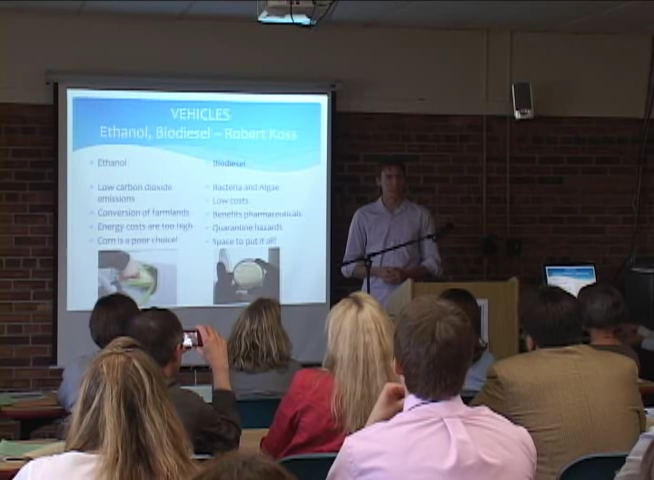 VEHICLES
Ethanol, Biodiesel – Robert Koss
Ethanol
Low carbon dioxide
emissions
Conversion of farmlands
Energy costs are too high
Corn is a poor choice!
Biodiesel
Bacteria and Algae
Low costs
Benefits pharmaceuticals
Quarantine hazards
Space to put it all!